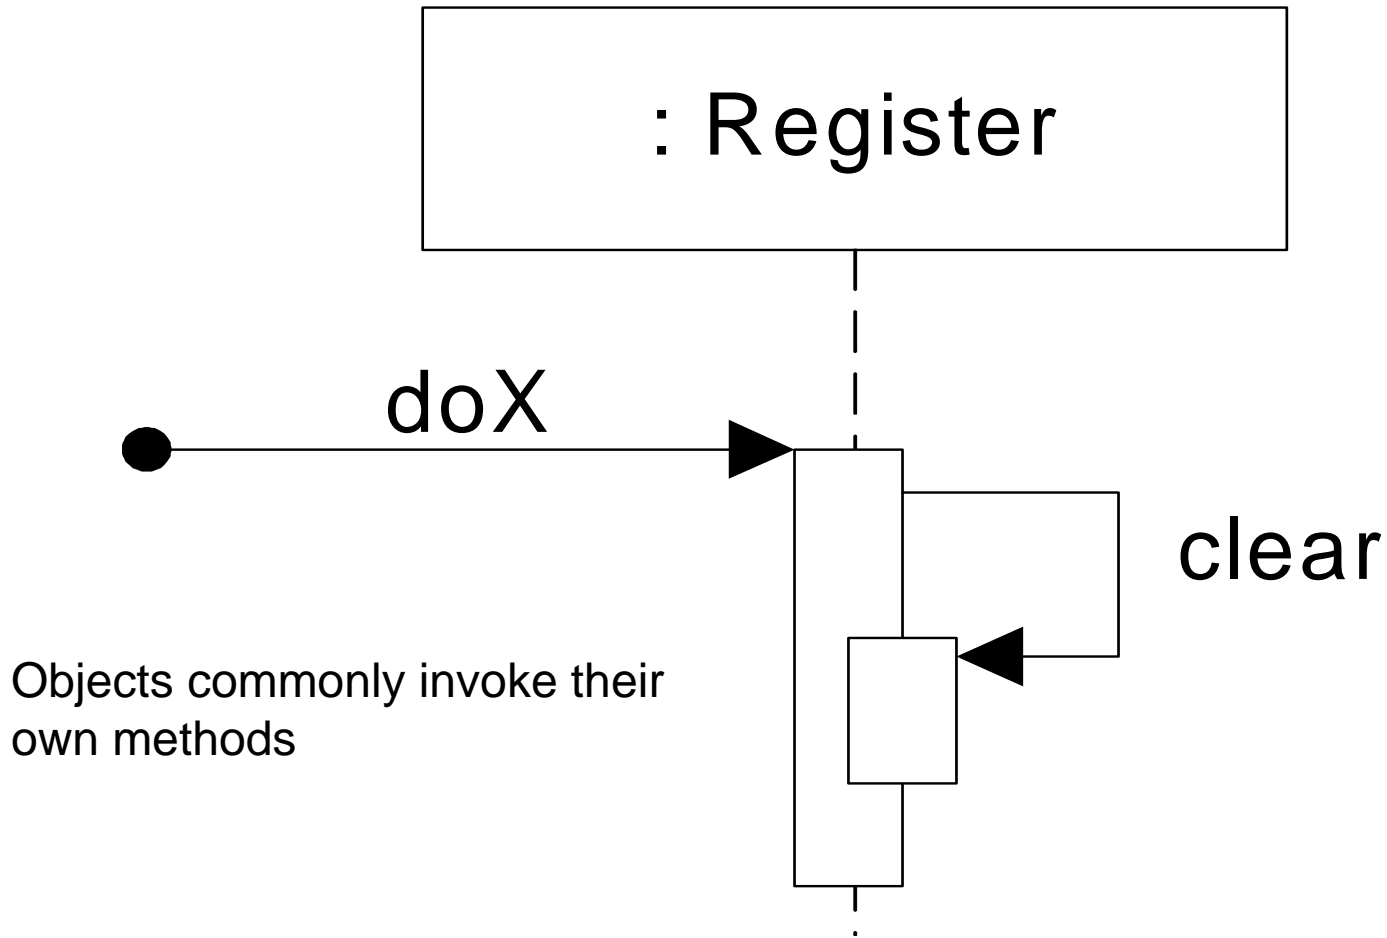 : Register
doX
clear
Objects commonly invoke their
own methods